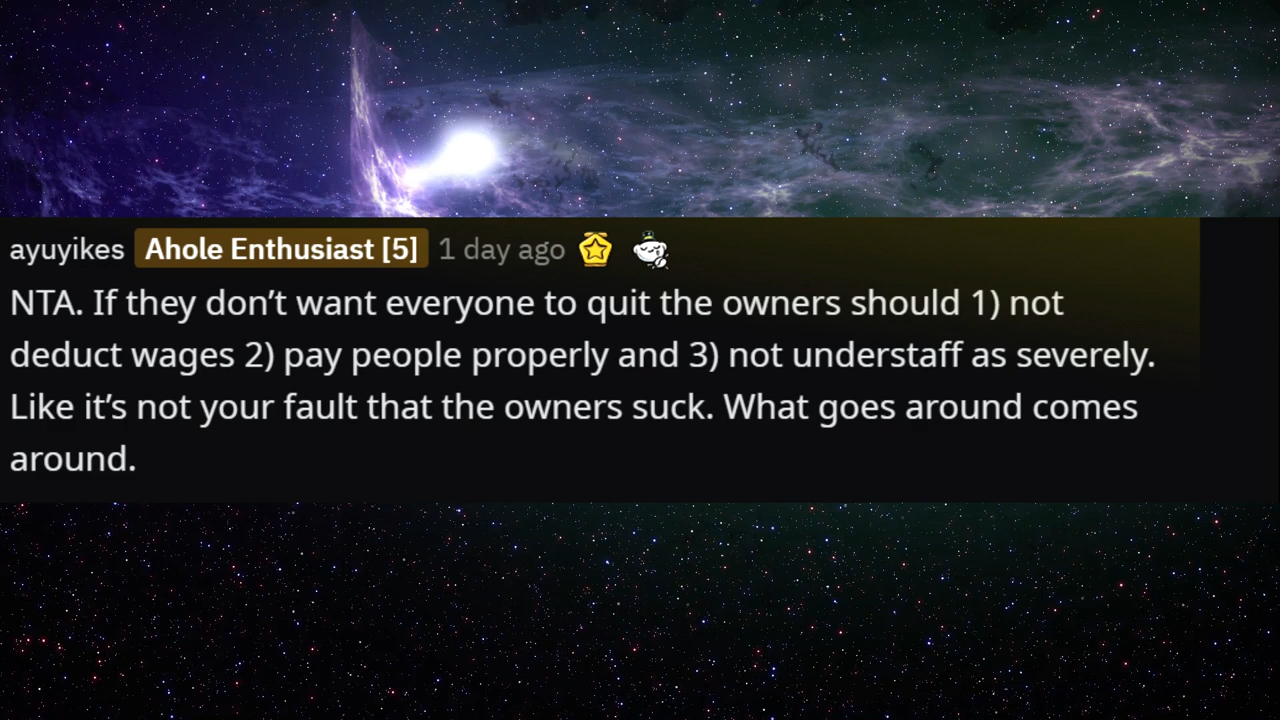 ayuyikes Ahole Enthusiast [5] 1 day ago
NTA. If they don’t want everyone to quit the owners should 1) not
deduct wages 2) pay people properly and 3) not understaff as severely.
Like it’s not your fault that the owners suck. What goes around comes
around.